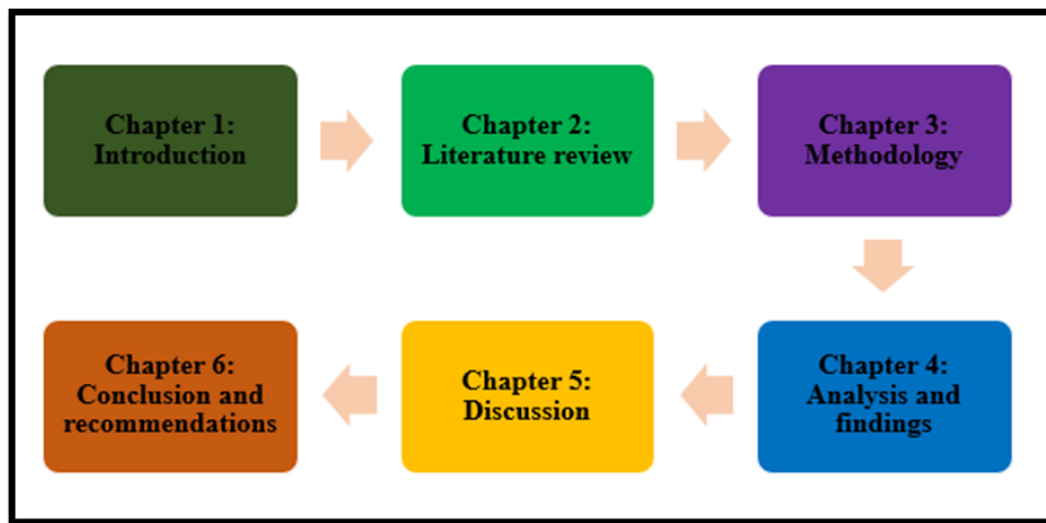 Chapter 1:
Introduction
Chapter 2:
Literature review
Chapter 3:
Methodology
Chapter 4:
Analysis and
findings
Chapter 5:
Discussion
Chapter 6:
Conclusion and
recommendations